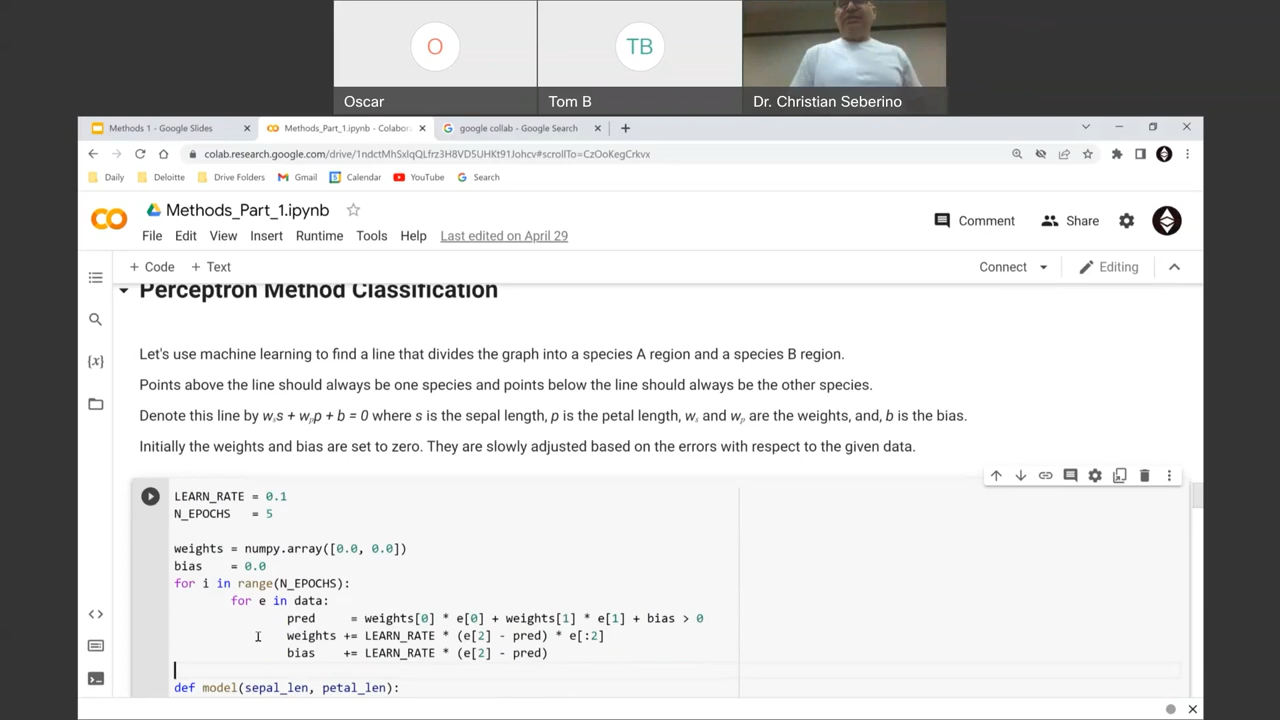 O
TB
Oscar
Tom B
Dr. Christian Seberino
Methods 1 - Google Slides
Methods_Part_1.ipynb - Colabora
google collab - Google Search
colab.research.google.com/drive/1ndctMhSxlqQLfrz3H8VD5UHKt91Johcv#scrollTo=CzOoKegCrkvx
Daily
Deloitte
Drive Folders
Gmail
Calendar
YouTube
Search
Methods_Part_1.ipynb
File Edit View Insert Runtime Tools Help Last edited on April 29
Comment
Share
+ Code + Text
Connect
Editing
Perceptron Method Classification
Let's use machine learning to find a line that divides the graph into a species A region and a species B region.
Points above the line should always be one species and points below the line should always be the other species.
Denote this line by wₛs + wₚp + b = 0 where s is the sepal length, p is the petal length, wₛ and wₚ are the weights, and, b is the bias.
Initially the weights and bias are set to zero. They are slowly adjusted based on the errors with respect to the given data.
LEARN_RATE = 0.1
N_EPOCHS = 5
weights = numpy.array([0.0, 0.0])
bias = 0.0
for i in range(N_EPOCHS):
for e in data:
pred = weights[0] * e[0] + weights[1] * e[1] + bias > 0
weights += LEARN_RATE * (e[2] - pred) * e[:2]
bias += LEARN_RATE * (e[2] - pred)
def model(sepal_len, petal_len):